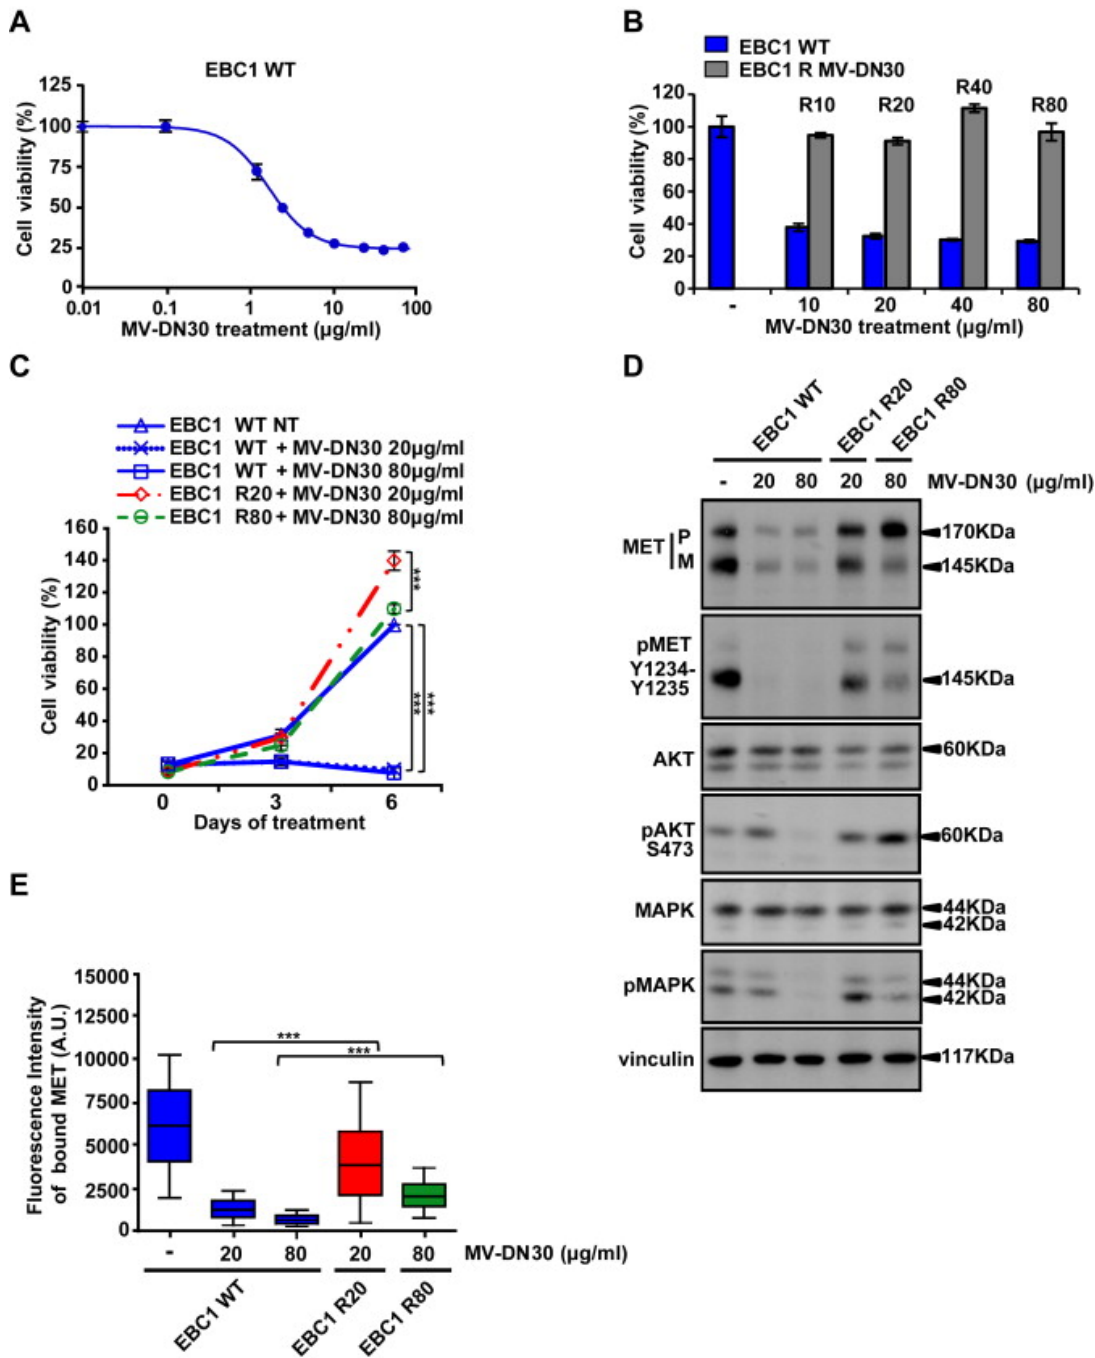 A
EBC1 WT
Cell viability (%)
125
100
75
50
25
0
0.01 0.1 1 10 100
MV-DN30 treatment (µg/ml)
B
EBC1 WT
EBC1 R MV-DN30
Cell viability (%)
120
100
80
60
40
20
0
R10 R20 R40 R80
- 10 20 40 80
MV-DN30 treatment (µg/ml)
C
EBC1 WT NT
EBC1 WT + MV-DN30 20µg/ml
EBC1 WT + MV-DN30 80µg/ml
EBC1 R20 + MV-DN30 20µg/ml
EBC1 R80 + MV-DN30 80µg/ml
Cell viability (%)
160
140
120
100
80
60
40
20
0
***
***
***
0 3 6
Days of treatment
D
EBC1 WT
EBC1 R20
EBC1 R80
- 20 80 20 80 MV-DN30 (µg/ml)
MET P
M
170KDa
145KDa
pMET
Y1234-
Y1235
145KDa
AKT
60KDa
pAKT
S473
60KDa
MAPK
44KDa
42KDa
pMAPK
44KDa
42KDa
vinculin
117KDa
E
Fluorescence Intensity
of bound MET (A.U.)
15000
12500
10000
7500
5000
2500
0
***
***
- 20 80 20 80 MV-DN30 (µg/ml)
EBC1 WT
EBC1 R20
EBC1 R80